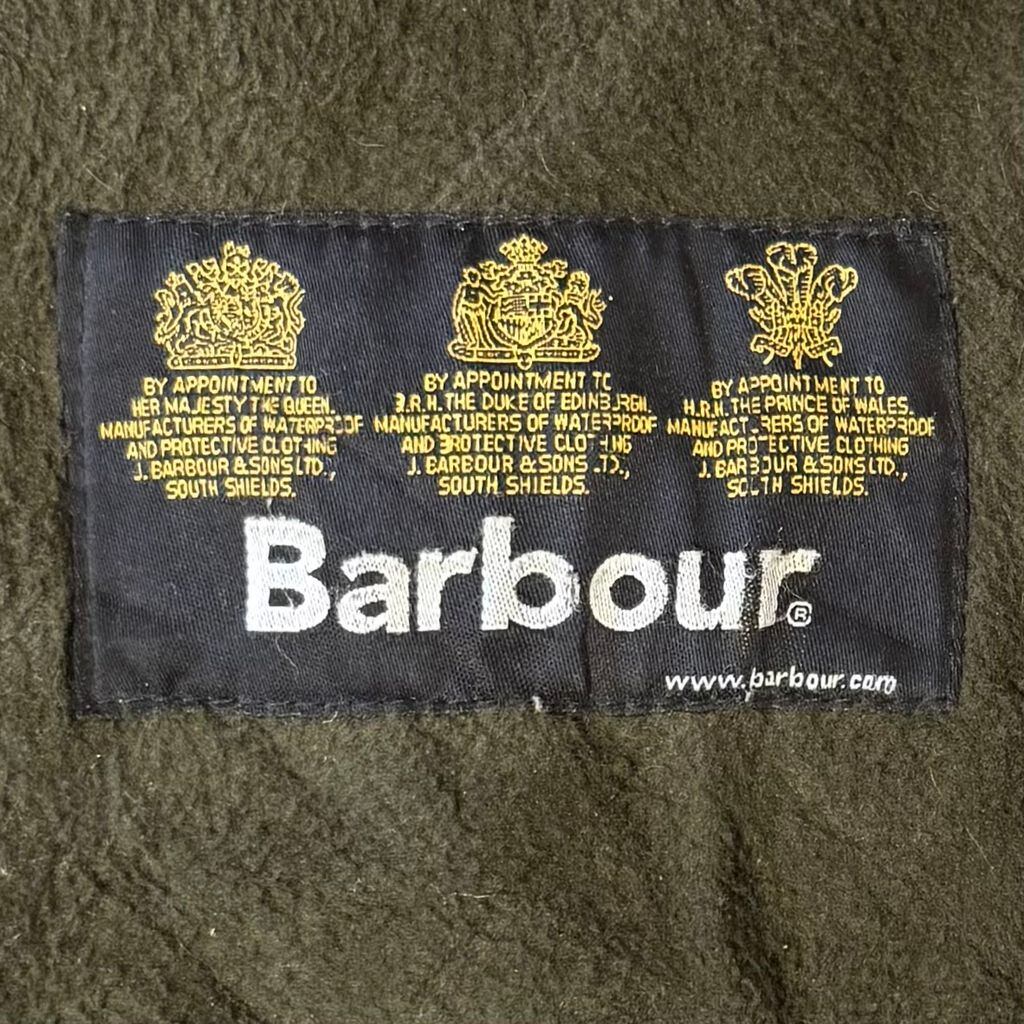 BY APPOINTMENT TO
HER MAJESTY THE QUEEN.
MANUFACTURERS OF WATERPROOF
AND PROTECTIVE CLOTHING
J. BARBOUR & SONS LTD.,
SOUTH SHIELDS.
BY APPOINTMENT TO
H.R.H. THE DUKE OF EDINBURGH
MANUFACTURERS OF WATERPROOF
AND PROTECTIVE CLOTHING
J. BARBOUR & SONS LTD.,
SOUTH SHIELDS.
BY APPOINTMENT TO
H.R.H. THE PRINCE OF WALES.
MANUFACTURERS OF WATERPROOF
AND PROTECTIVE CLOTHING
J. BARBOUR & SONS LTD.,
SOUTH SHIELDS.
Barbour®
www.barbour.com